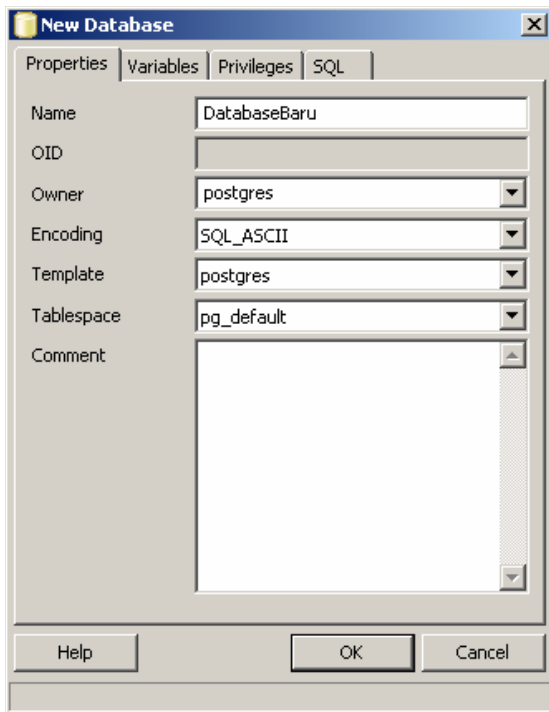 New Database
Properties Variables Privileges SQL
Name DatabaseBaru
OID
Owner postgres
Encoding SQL_ASCII
Template postgres
Tablespace pg_default
Comment
Help OK Cancel